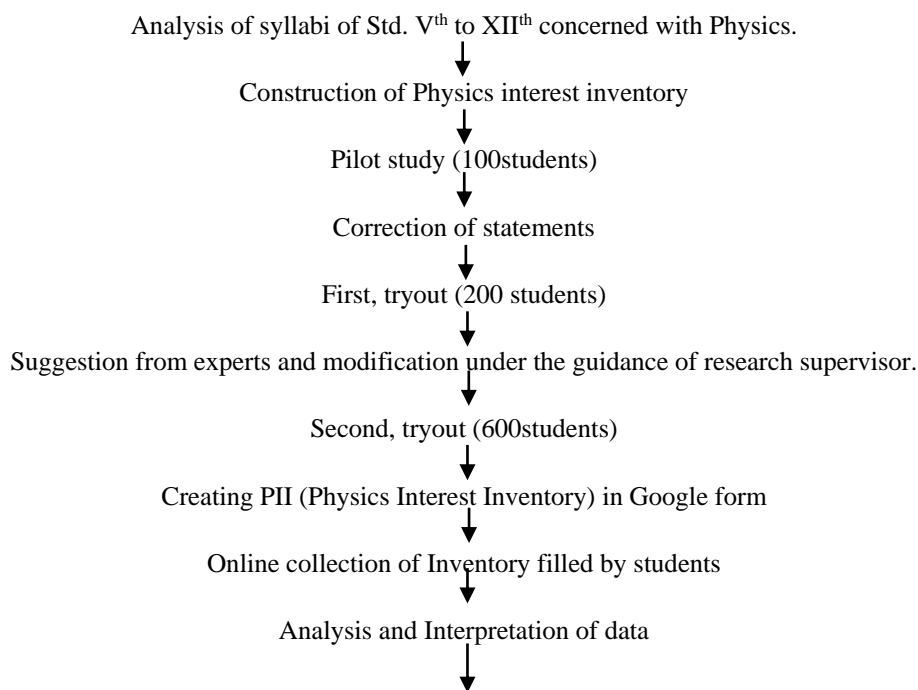 Analysis of syllabi of Std. Vth to XIIth concerned with Physics.
Construction of Physics interest inventory
Pilot study (100students)
Correction of statements
First, tryout (200 students)
Suggestion from experts and modification under the guidance of research supervisor.
Second, tryout (600students)
Creating PII (Physics Interest Inventory) in Google form
Online collection of Inventory filled by students
Analysis and Interpretation of data